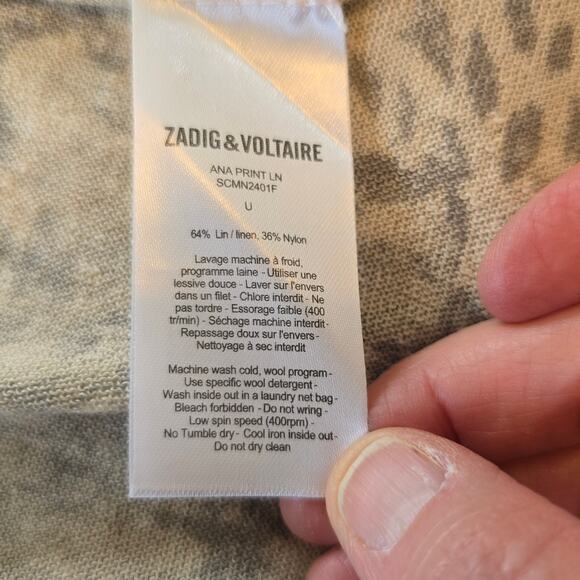 ZADIG&VOLTAIRE
ANA PRINT LN
SCMN2401F
U
64% Lin / linen, 36% Nylon
Lavage machine à froid,
programme laine - Utiliser une
lessive douce - Laver sur l'envers
dans un filet - Chlore interdit - Ne
pas tordre - Essorage faible (400
tr/min) - Séchage machine interdit -
Repassage doux sur l'envers -
Nettoyage à sec interdit
Machine wash cold, wool program -
Use specific wool detergent -
Wash inside out in a laundry net bag -
Bleach forbidden - Do not wring -
Low spin speed (400rpm) -
No Tumble dry - Cool iron inside out -
Do not dry clean